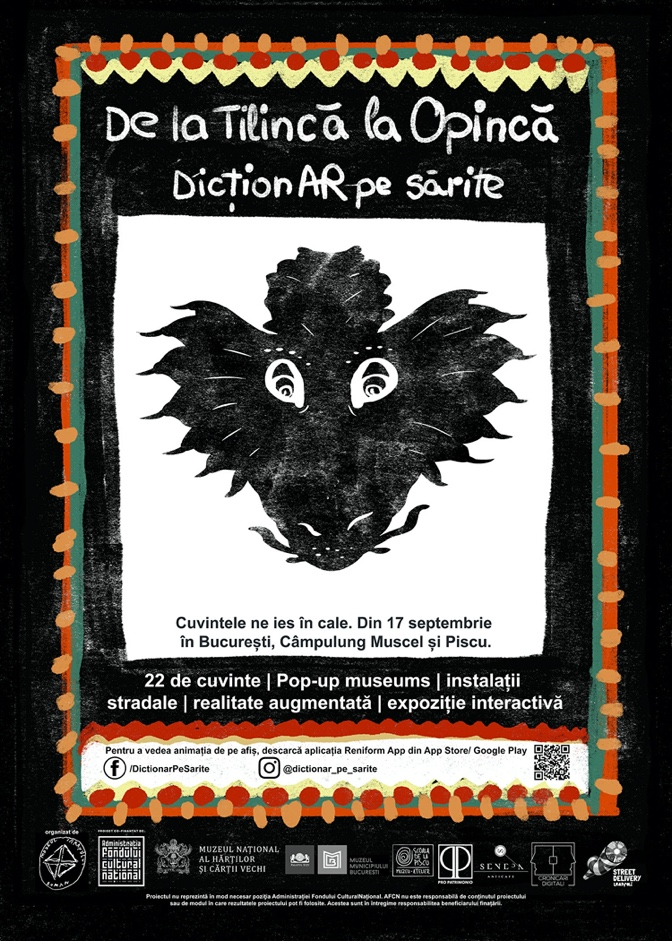 De la Tilincă la Opincă
DicționAR pe sărite
Cuvintele ne ies în cale. Din 17 septembrie
în București, Câmpulung Muscel și Piscu.
22 de cuvinte | Pop-up museums | instalații
stradale | realitate augmentată | expoziție interactivă
Pentru a vedea animația de pe afiș, descarcă aplicația Reniform App din App Store/ Google Play
/DictionarPeSarite
@dictionar_pe_sarite
organizat de
PROIECT CO-FINANȚAT DE:
Administrația
Fondului
Cultural
Național
MUZEUL NAȚIONAL
AL HĂRȚILOR
ȘI CĂRȚII VECHI
MUZEUL
MUNICIPIULUI
BUCUREȘTI
ȘCOALA
DE LA
PISCU
MUZEU-ATELIER
PRO PATRIMONIO
SENECA
ANTICAFE
CRONICARI
DIGITALI
STREET
DELIVERY
Proiectul nu reprezintă în mod necesar poziția Administrației Fondului CulturalNațional. AFCN nu este responsabilă de conținutul proiectului
sau de modul în care rezultatele proiectului pot fi folosite. Acestea sunt în întregime responsabilitatea beneficiarului finanțării.